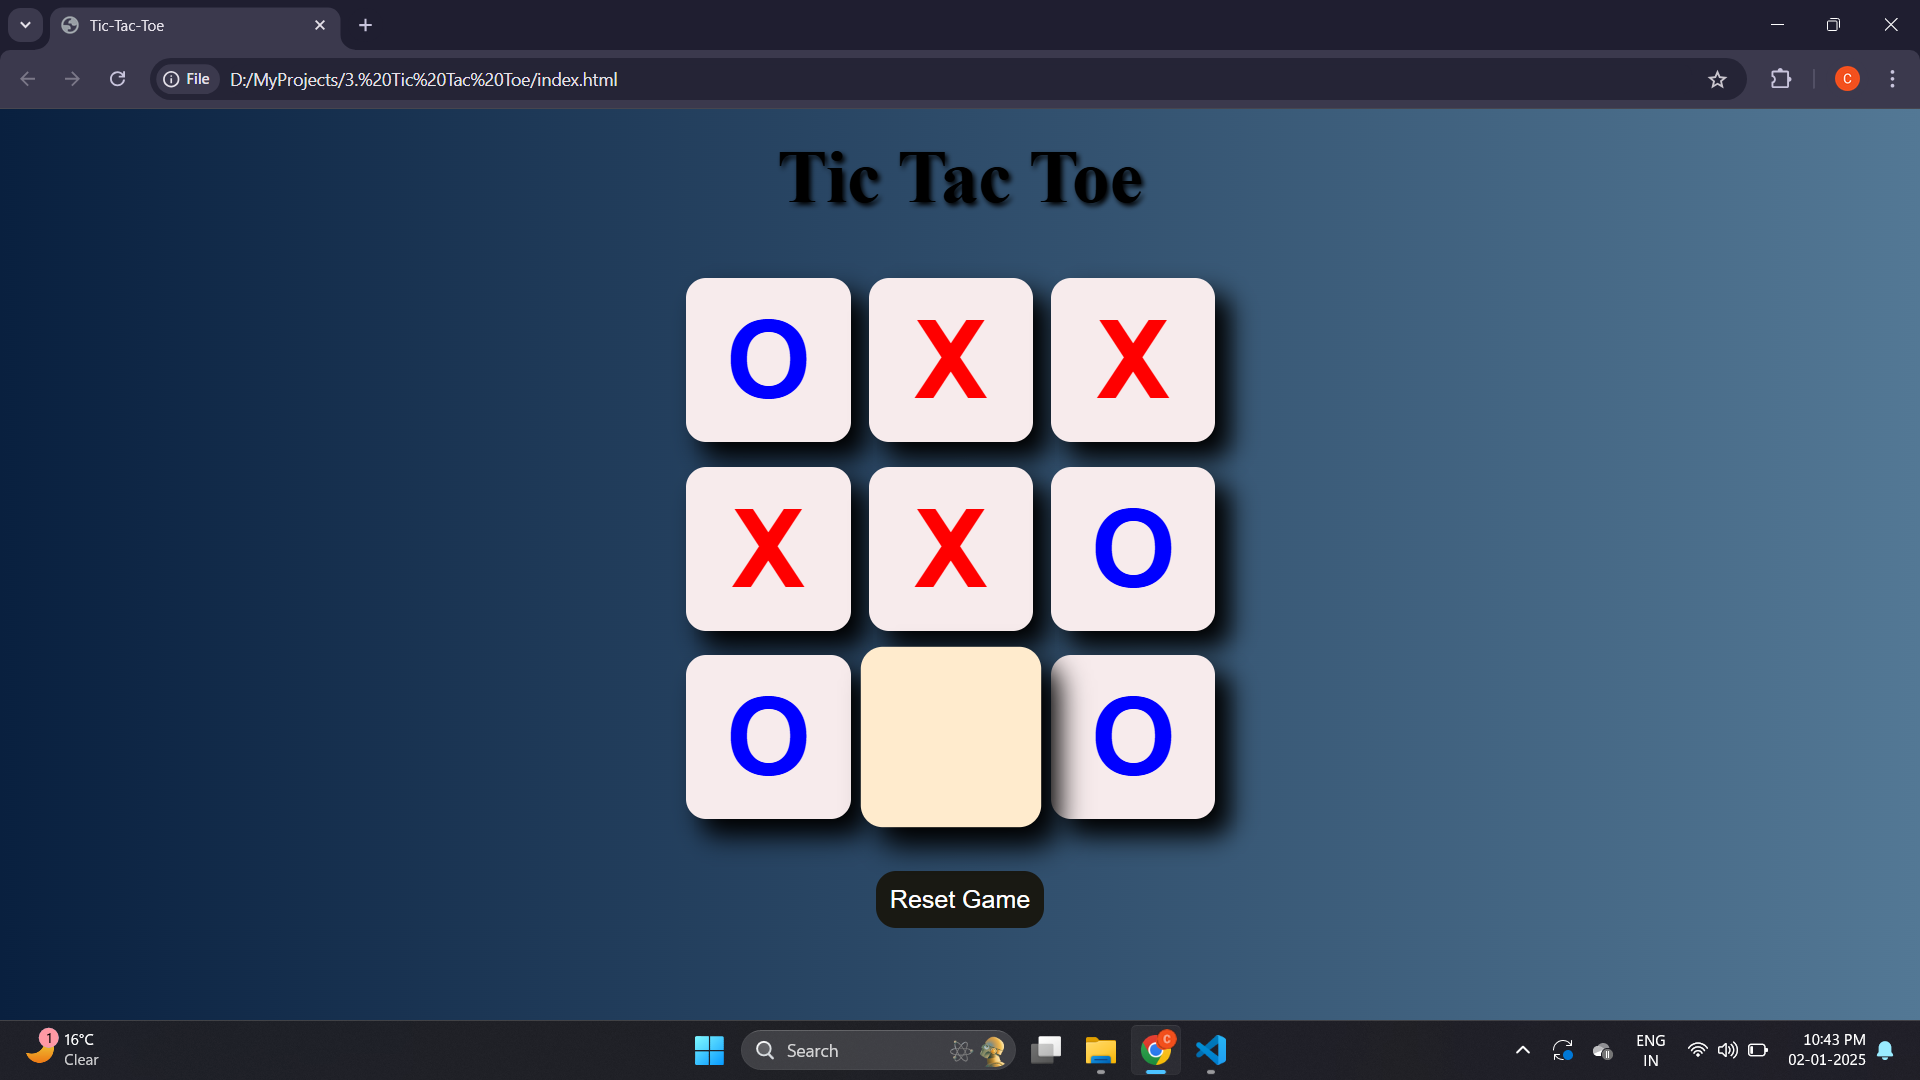 Tic-Tac-Toe
File D:/MyProjects/3.%20Tic%20Tac%20Toe/index.html
C
Tic Tac Toe
O X X
X X O
O O
Reset Game
1
16°C
Clear
Search
C
ENG
IN
10:43 PM
02-01-2025